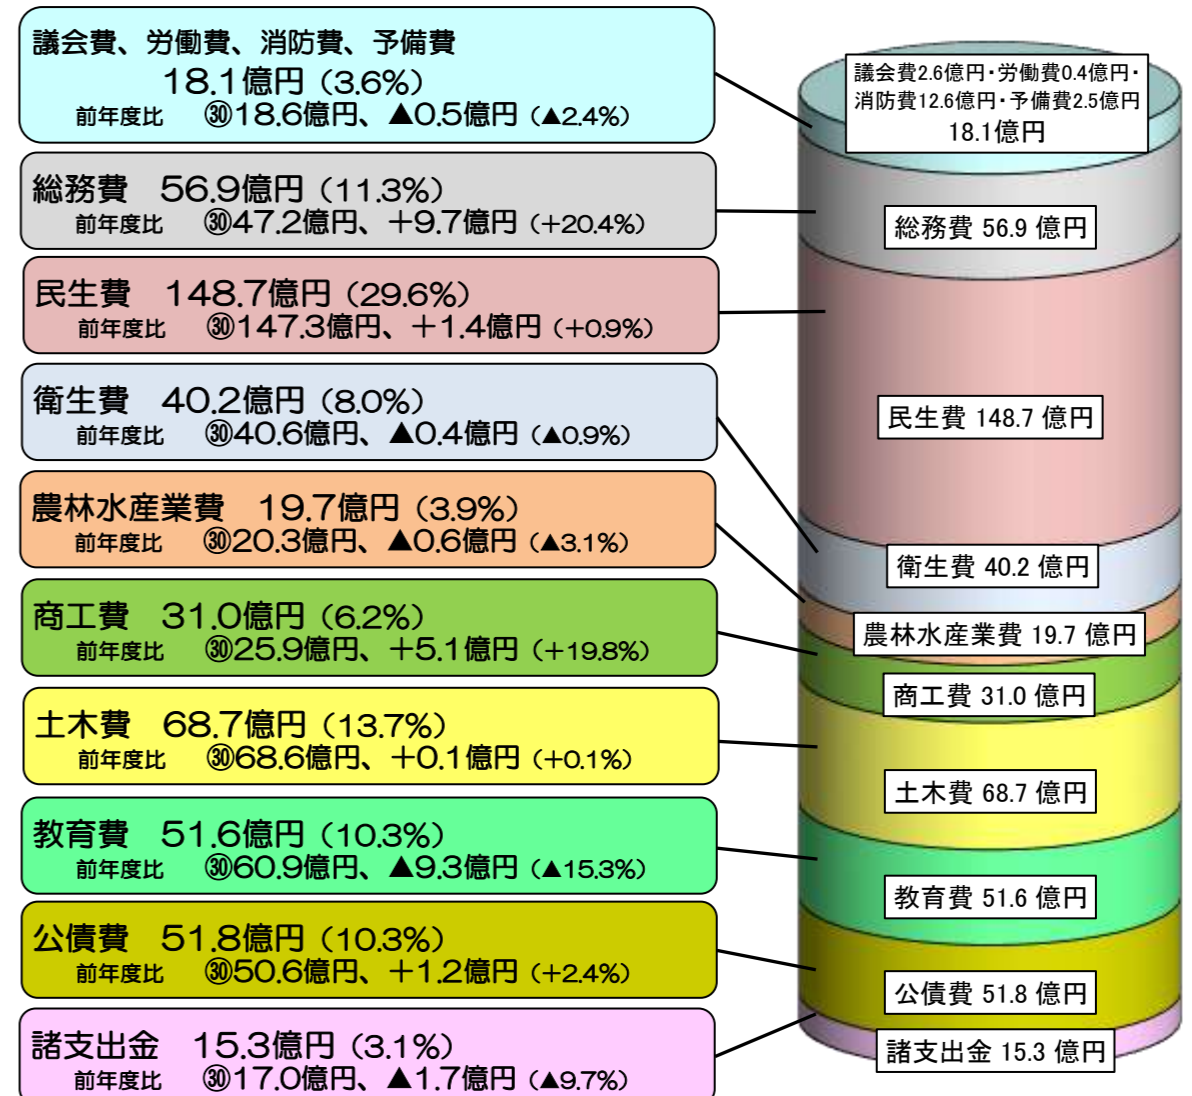 議会費、労働費、消防費、予備費
18.1億円（3.6%）
前年度比 ㉚18.6億円、▲0.5億円（▲2.4%）
総務費 56.9億円（11.3%）
前年度比 ㉚47.2億円、＋9.7億円（+20.4%）
民生費 148.7億円（29.6%）
前年度比 ㉚147.3億円、＋1.4億円（+0.9%）
衛生費 40.2億円（8.0%）
前年度比 ㉚40.6億円、▲0.4億円（▲0.9%）
農林水産業費 19.7億円（3.9%）
前年度比 ㉚20.3億円、▲0.6億円（▲3.1%）
商工費 31.0億円（6.2%）
前年度比 ㉚25.9億円、＋5.1億円（+19.8%）
土木費 68.7億円（13.7%）
前年度比 ㉚68.6億円、＋0.1億円（+0.1%）
教育費 51.6億円（10.3%）
前年度比 ㉚60.9億円、▲9.3億円（▲15.3%）
公債費 51.8億円（10.3%）
前年度比 ㉚50.6億円、＋1.2億円（+2.4%）
諸支出金 15.3億円（3.1%）
前年度比 ㉚17.0億円、▲1.7億円（▲9.7%）
議会費2.6億円・労働費0.4億円・
消防費12.6億円・予備費2.5億円
18.1億円
総務費 56.9 億円
民生費 148.7 億円
衛生費 40.2 億円
農林水産業費 19.7 億円
商工費 31.0 億円
土木費 68.7 億円
教育費 51.6 億円
公債費 51.8 億円
諸支出金 15.3 億円